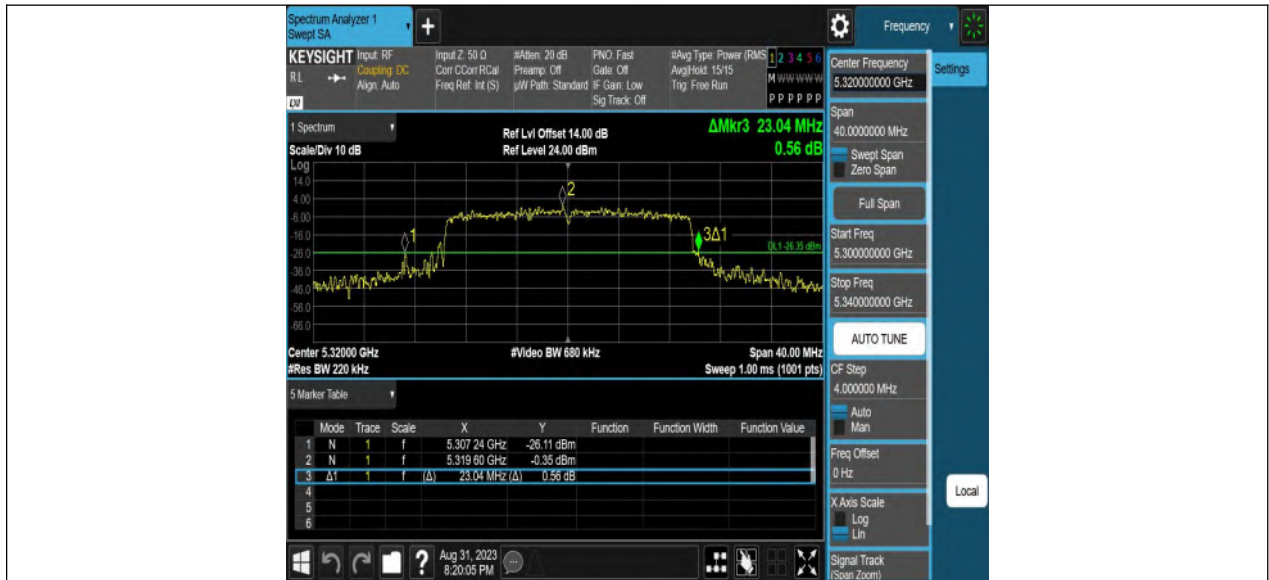 Spectrum Analyzer 1
Swept SA
+
Frequency
KEYSIGHT
RL
LXI
Input: RF
Coupling: DC
Align: Auto
Input Z: 50 Ω
Corr CCorr RCal
Freq Ref: Int (S)
#Atten: 20 dB
Preamp: Off
µW Path: Standard
PNO: Fast
Gate: Off
IF Gain: Low
Sig Track: Off
#Avg Type: Power (RMS
Avg|Hold: 15/15
Trig: Free Run
1 2 3 4 5 6
M W W W W W
P P P P P P
1 Spectrum
Scale/Div 10 dB
Ref Lvl Offset 14.00 dB
Ref Level 24.00 dBm
ΔMkr3 23.04 MHz
0.56 dB
Log
14.0
4.00
-6.00
-16.0
-26.0
-36.0
-46.0
-56.0
-66.0
1
2
3Δ1
DL1 -26.35 dBm
Center 5.32000 GHz
#Res BW 220 kHz
#Video BW 680 kHz
Span 40.00 MHz
Sweep 1.00 ms (1001 pts)
5 Marker Table
Mode Trace Scale X Y Function Function Width Function Value
1 N 1 f 5.307 24 GHz -26.11 dBm
2 N 1 f 5.319 60 GHz -0.35 dBm
3 Δ1 1 f (Δ) 23.04 MHz (Δ) 0.56 dB
4
5
6
?
Aug 31, 2023
8:20:05 PM
Center Frequency
5.320000000 GHz
Settings
Span
40.0000000 MHz
Swept Span
Zero Span
Full Span
Start Freq
5.300000000 GHz
Stop Freq
5.340000000 GHz
AUTO TUNE
CF Step
4.000000 MHz
Auto
Man
Freq Offset
0 Hz
X Axis Scale
Log
Lin
Local
Signal Track
(Span Zoom)